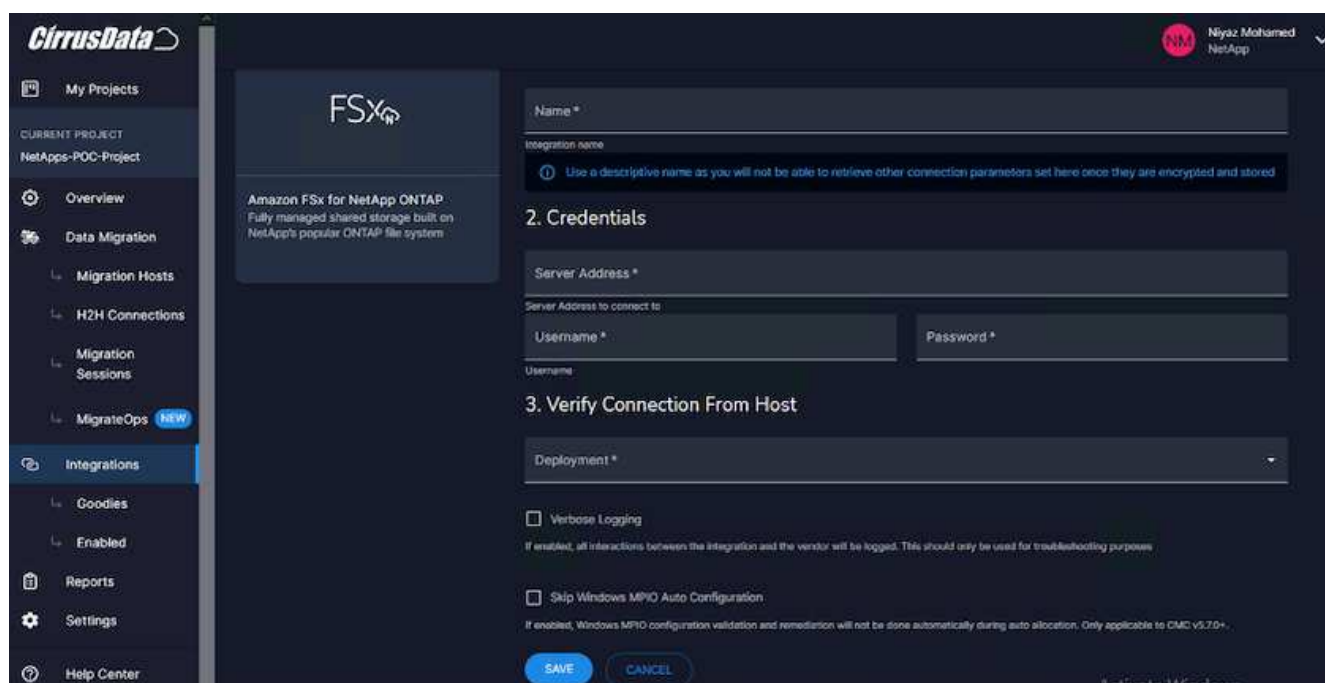 CirrusData
NM
Niyaz Mohamed
NetApp
My Projects
CURRENT PROJECT
NetApps-POC-Project
Overview
Data Migration
Migration Hosts
H2H Connections
Migration
Sessions
MigrateOps NEW
Integrations
Goodies
Enabled
Reports
Settings
Help Center
FSxN
Amazon FSx for NetApp ONTAP
Fully managed shared storage built on
NetApp's popular ONTAP file system
Name *
Integration name
Use a descriptive name as you will not be able to retrieve other connection parameters set here once they are encrypted and stored
2. Credentials
Server Address *
Server Address to connect to
Username *
Password *
Username
3. Verify Connection From Host
Deployment *
Verbose Logging
If enabled, all interactions between the integration and the vendor will be logged. This should only be used for troubleshooting purposes
Skip Windows MPIO Auto Configuration
If enabled, Windows MPIO configuration validation and remediation will not be done automatically during auto allocation. Only applicable to CMC v5.7.0+.
SAVE
CANCEL